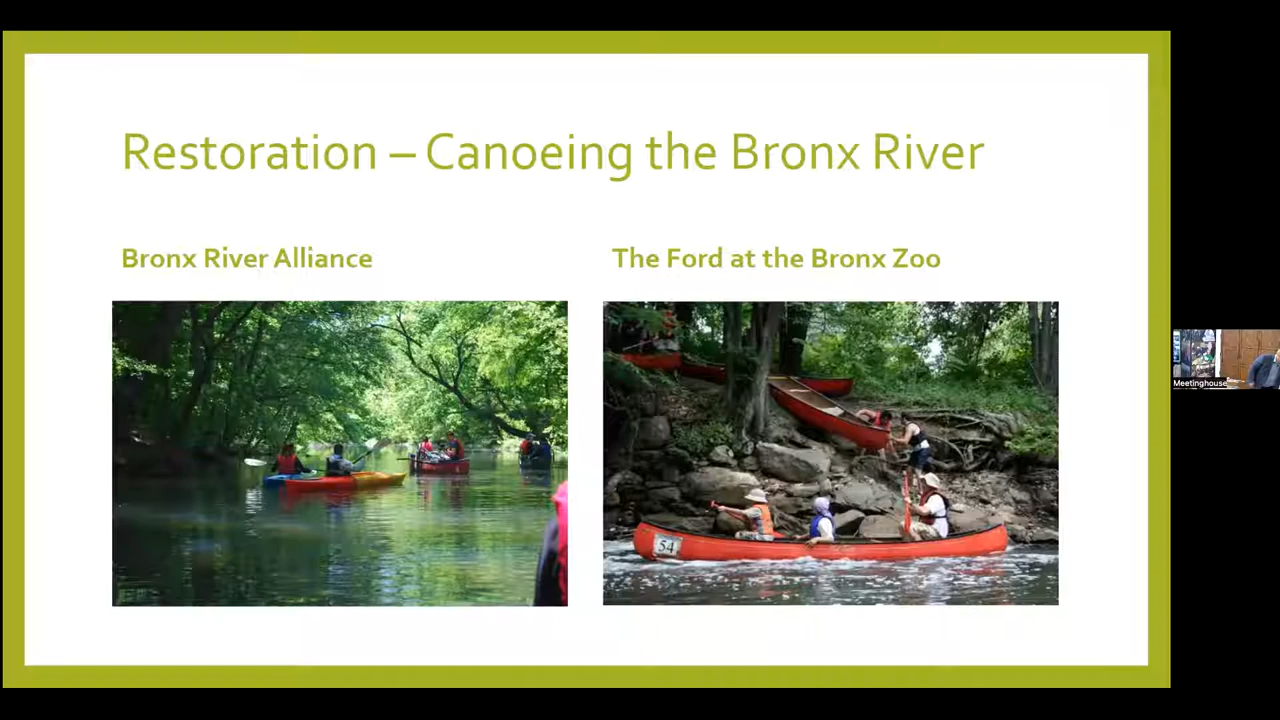 Restoration – Canoeing the Bronx River
Bronx River Alliance
The Ford at the Bronx Zoo
54
Meetinghouse